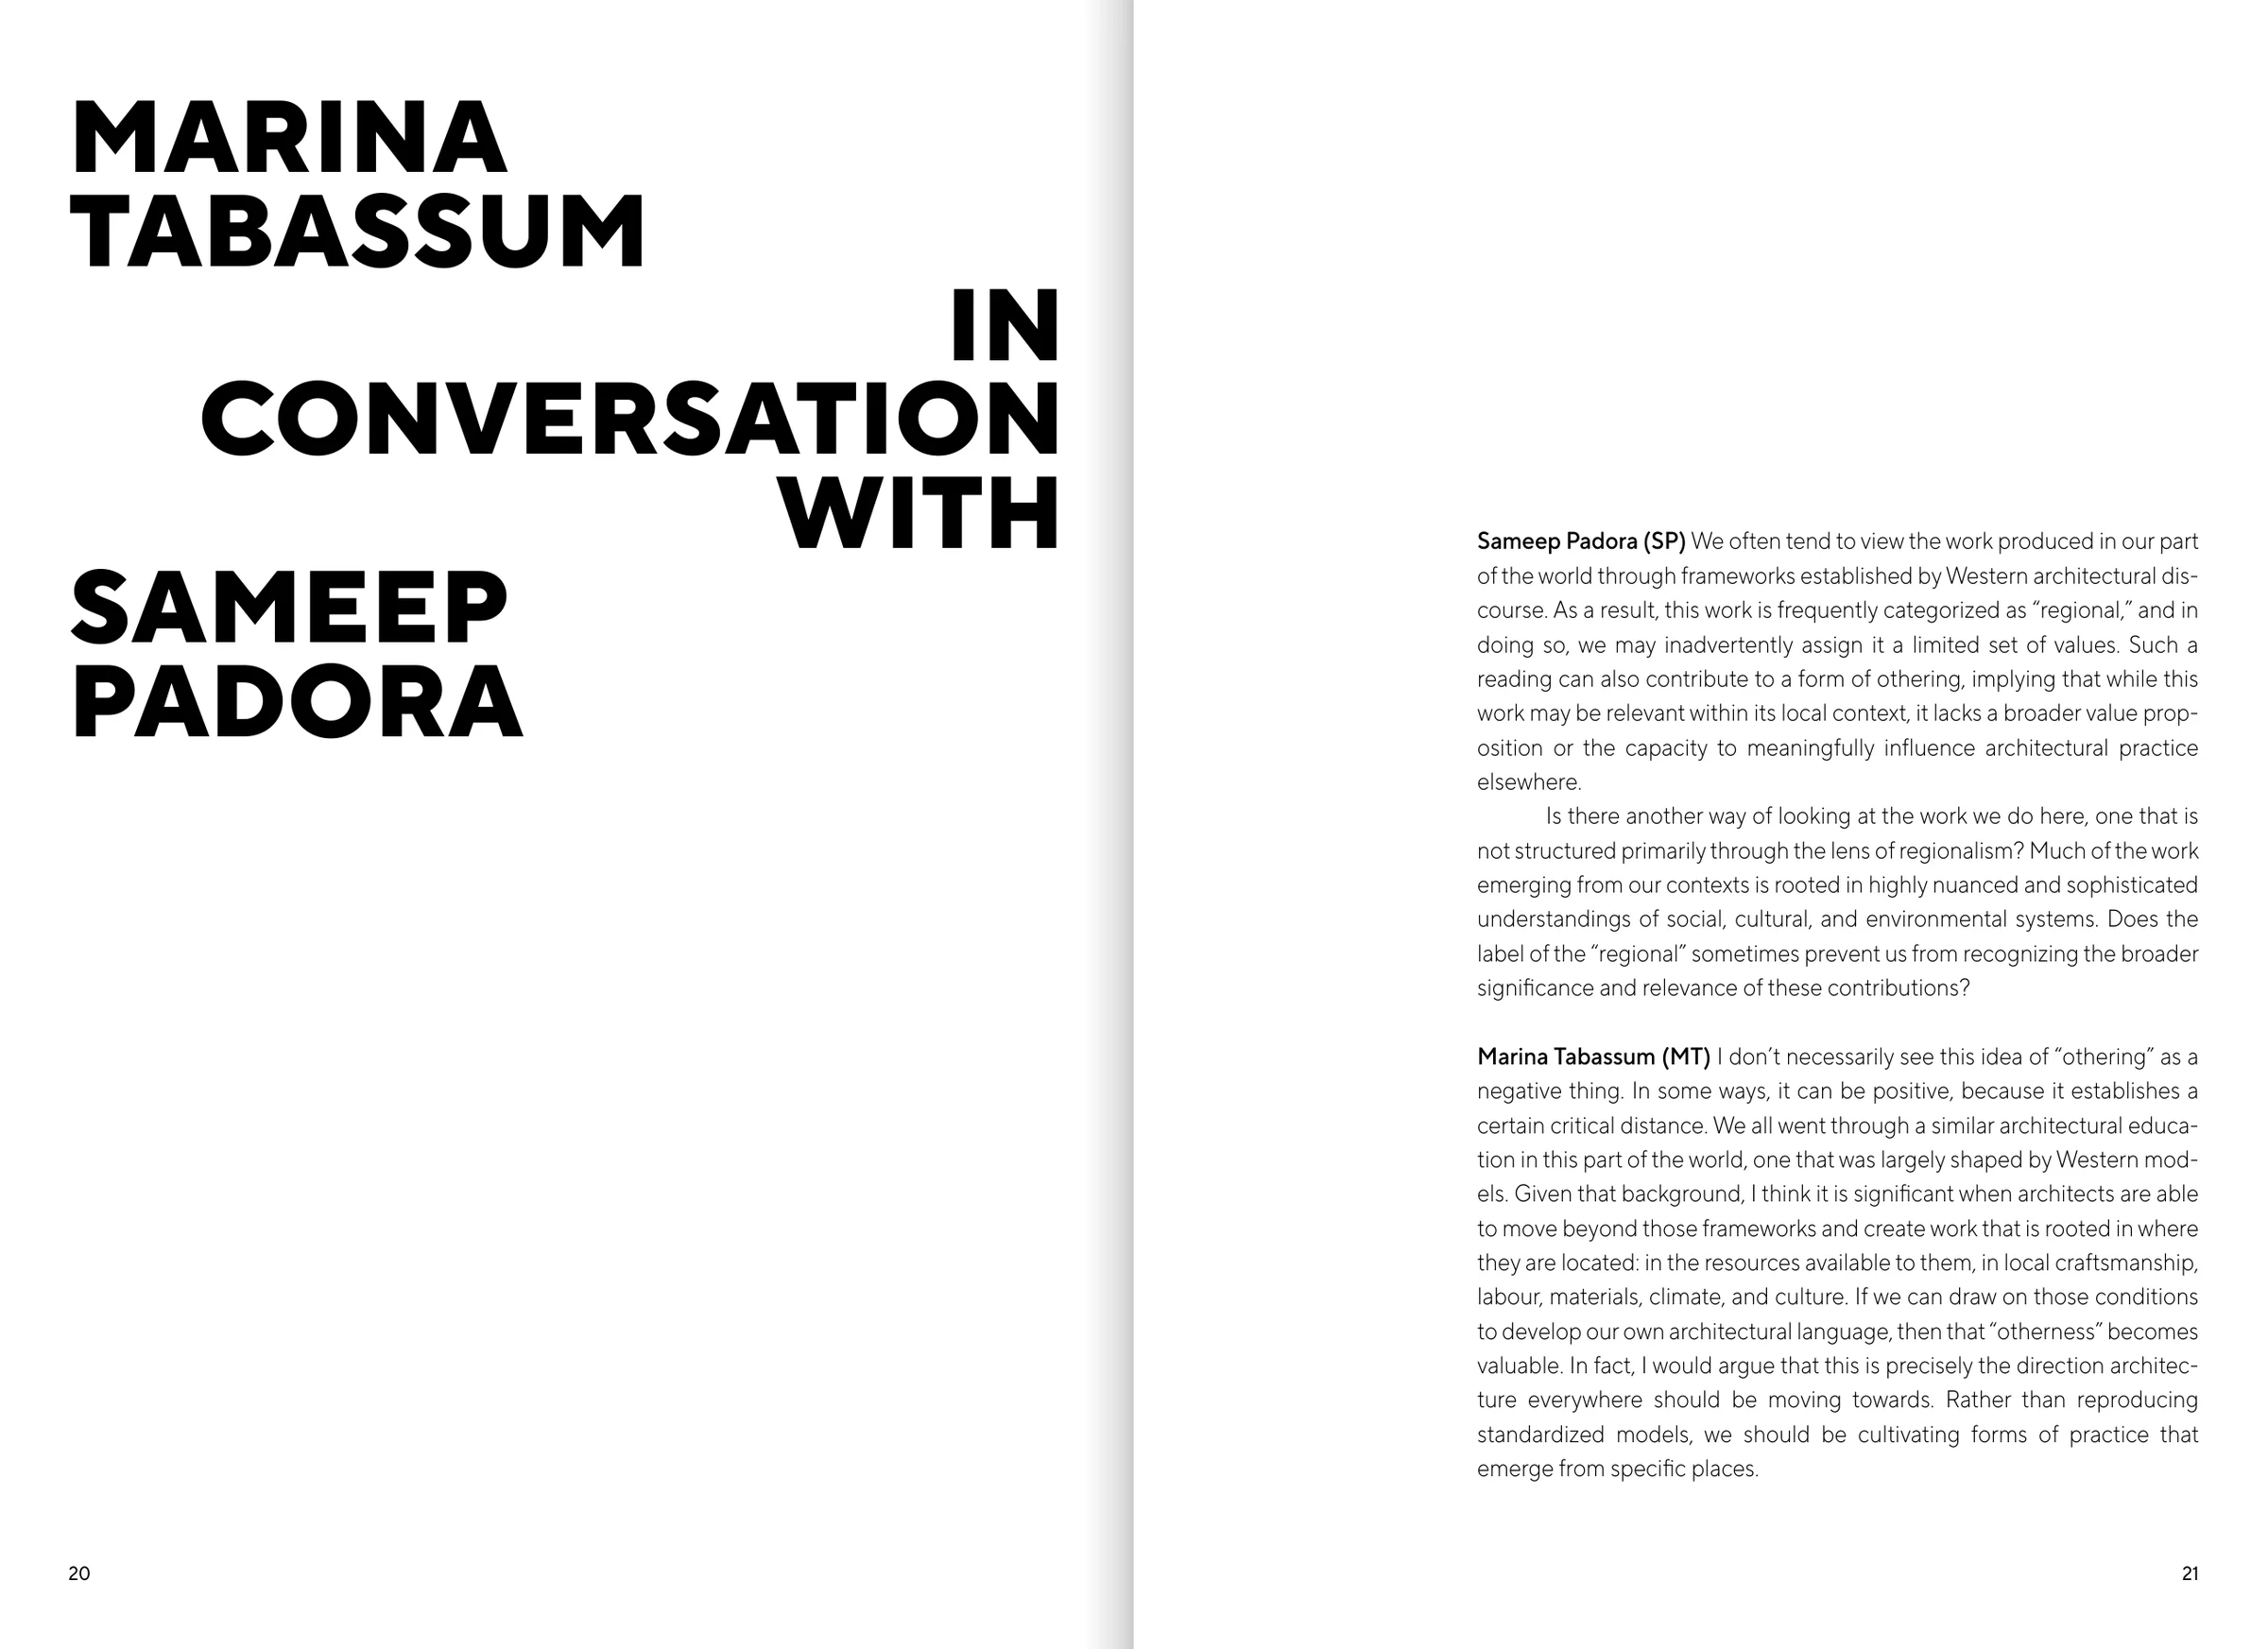 MARINA
TABASSUM
IN
CONVERSATION
WITH
SAMEEP
PADORA
20
Sameep Padora (SP) We often tend to view the work produced in our part
of the world through frameworks established by Western architectural dis-
course. As a result, this work is frequently categorized as “regional,” and in
doing so, we may inadvertently assign it a limited set of values. Such a
reading can also contribute to a form of othering, implying that while this
work may be relevant within its local context, it lacks a broader value prop-
osition or the capacity to meaningfully influence architectural practice
elsewhere.
Is there another way of looking at the work we do here, one that is
not structured primarily through the lens of regionalism? Much of the work
emerging from our contexts is rooted in highly nuanced and sophisticated
understandings of social, cultural, and environmental systems. Does the
label of the “regional” sometimes prevent us from recognizing the broader
significance and relevance of these contributions?
Marina Tabassum (MT) I don’t necessarily see this idea of “othering” as a
negative thing. In some ways, it can be positive, because it establishes a
certain critical distance. We all went through a similar architectural educa-
tion in this part of the world, one that was largely shaped by Western mod-
els. Given that background, I think it is significant when architects are able
to move beyond those frameworks and create work that is rooted in where
they are located: in the resources available to them, in local craftsmanship,
labour, materials, climate, and culture. If we can draw on those conditions
to develop our own architectural language, then that “otherness” becomes
valuable. In fact, I would argue that this is precisely the direction architec-
ture everywhere should be moving towards. Rather than reproducing
standardized models, we should be cultivating forms of practice that
emerge from specific places.
21